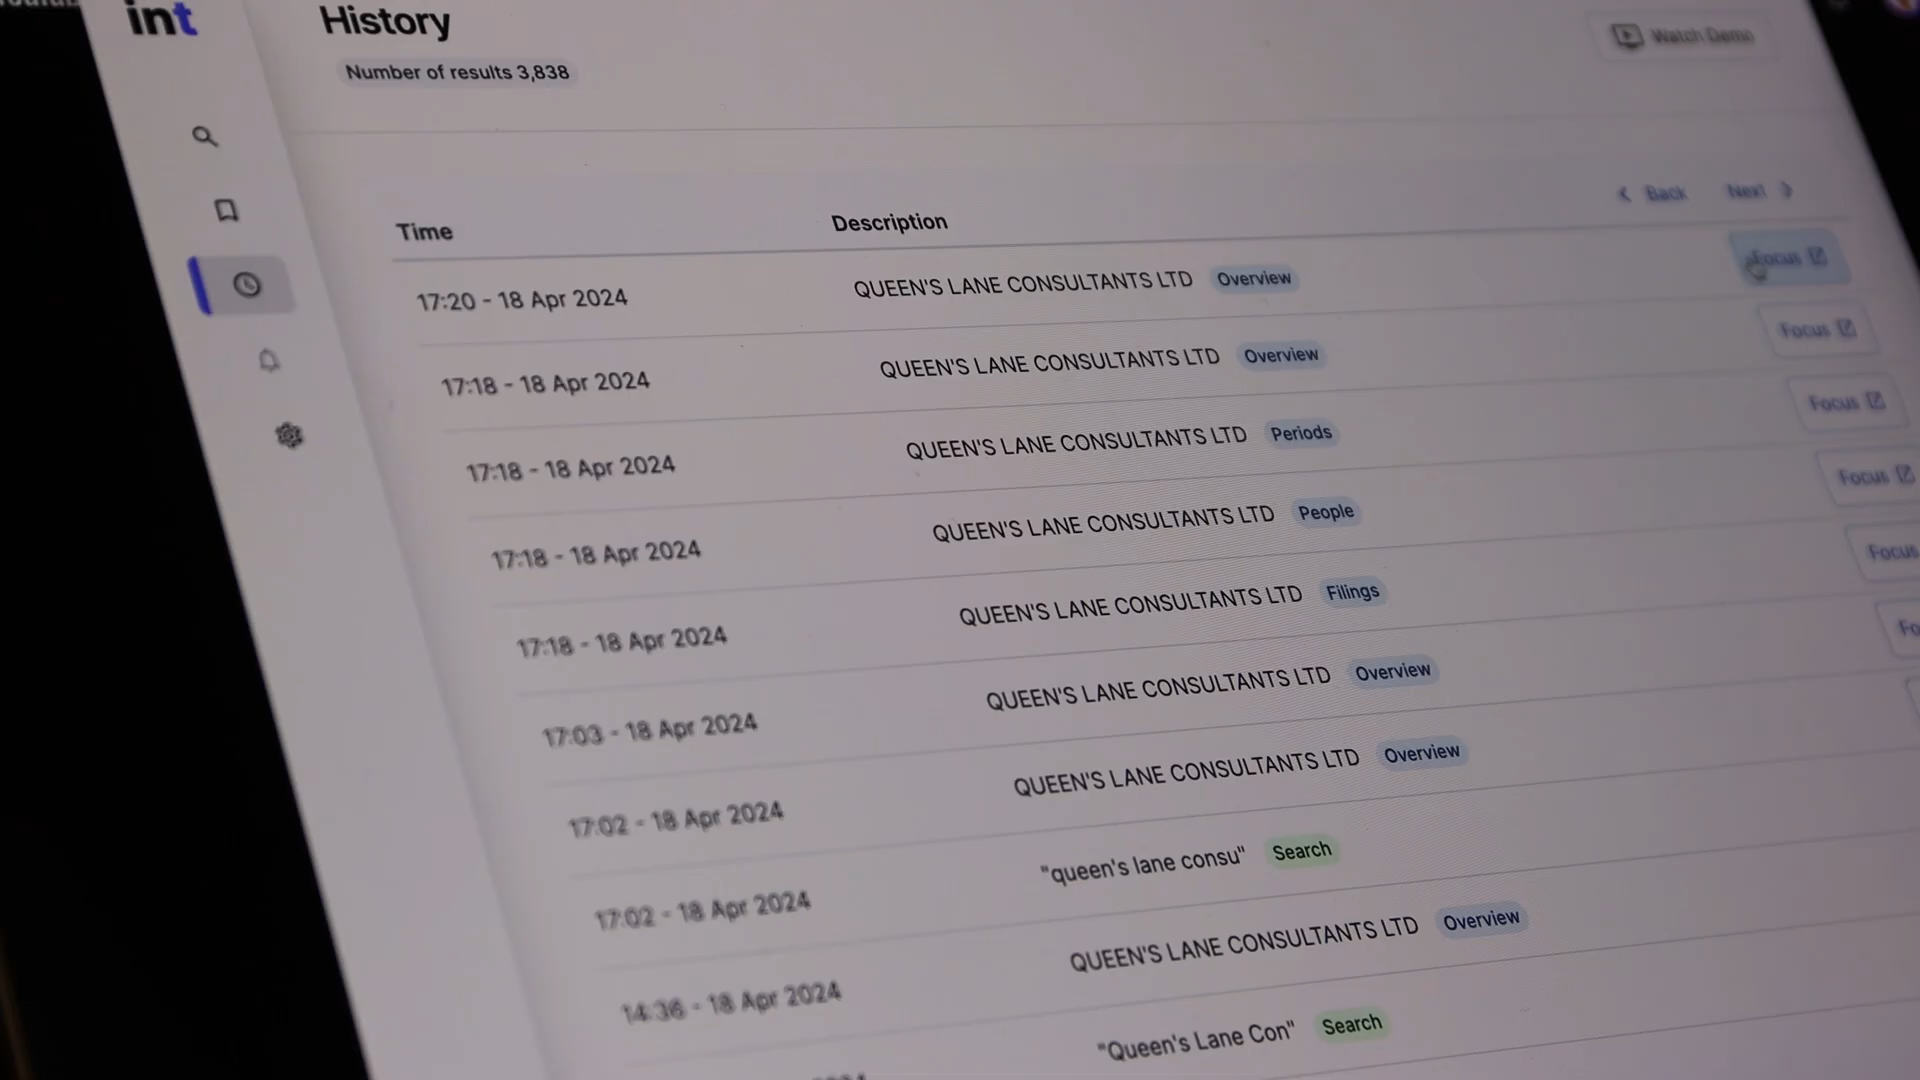 int
History
Number of results 3,838
Watch Demo
Back Next
Time Description
17:20 - 18 Apr 2024 QUEEN'S LANE CONSULTANTS LTD Overview Focus
17:18 - 18 Apr 2024 QUEEN'S LANE CONSULTANTS LTD Overview Focus
17:18 - 18 Apr 2024 QUEEN'S LANE CONSULTANTS LTD Periods Focus
17:18 - 18 Apr 2024 QUEEN'S LANE CONSULTANTS LTD People Focus
17:18 - 18 Apr 2024 QUEEN'S LANE CONSULTANTS LTD Filings Focus
17:03 - 18 Apr 2024 QUEEN'S LANE CONSULTANTS LTD Overview Fo
17:02 - 18 Apr 2024 QUEEN'S LANE CONSULTANTS LTD Overview
17:02 - 18 Apr 2024 "queen's lane consu" Search
14:36 - 18 Apr 2024 QUEEN'S LANE CONSULTANTS LTD Overview
"Queen's Lane Con" Search